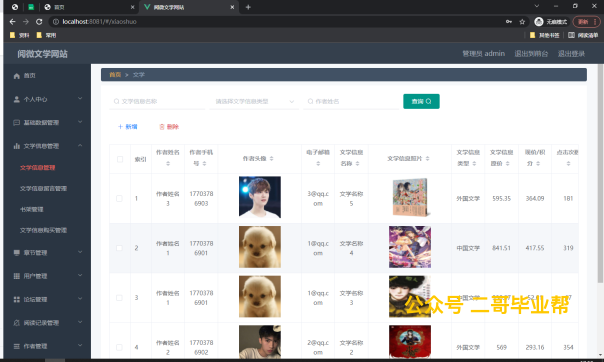 首页
阅微文学网站
localhost:8081/#/xiaoshuo
无痕模式
更新
资料
常用
其他书签
阅读清单
阅微文学网站
管理员 admin
退出到前台
退出登录
首页
个人中心
基础数据管理
文学信息管理
文学信息管理
文学信息留言管理
书架管理
文学信息购买管理
章节管理
用户管理
论坛管理
阅读记录管理
作者管理
首页 > 文学
文学信息名称
请选择文学信息类型
作者姓名
查询
+ 新增
删除
索引
作者姓名
作者手机号
作者头像
电子邮箱
文学信息名称
文学信息照片
文学信息类型
文学信息原价
现价/积分
点击次数
1
作者姓名3
17703786903
3@qq.com
文学名称5
外国文学
595.35
364.09
181
2
作者姓名1
17703786901
1@qq.com
文学名称4
中国文学
841.51
417.55
319
3
作者姓名1
17703786901
1@qq.com
文学名称3
4
作者姓名2
17703786902
2@qq.com
文学名称2
外国文学
569
293.16
354
公众号 二哥毕业帮